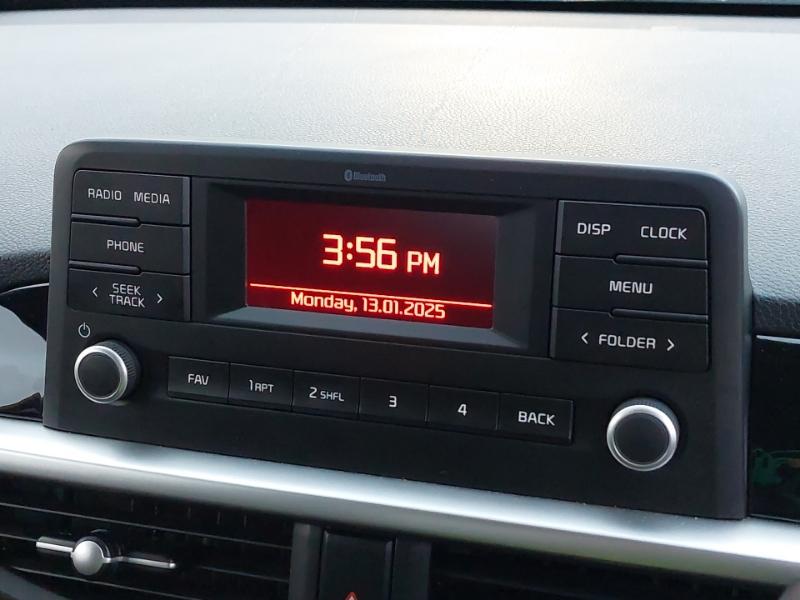 Bluetooth
RADIO MEDIA
PHONE
< SEEK TRACK >
3:56 PM
Monday, 13.01.2025
DISP CLOCK
MENU
< FOLDER >
FAV
1 RPT
2 SHFL
3
4
BACK